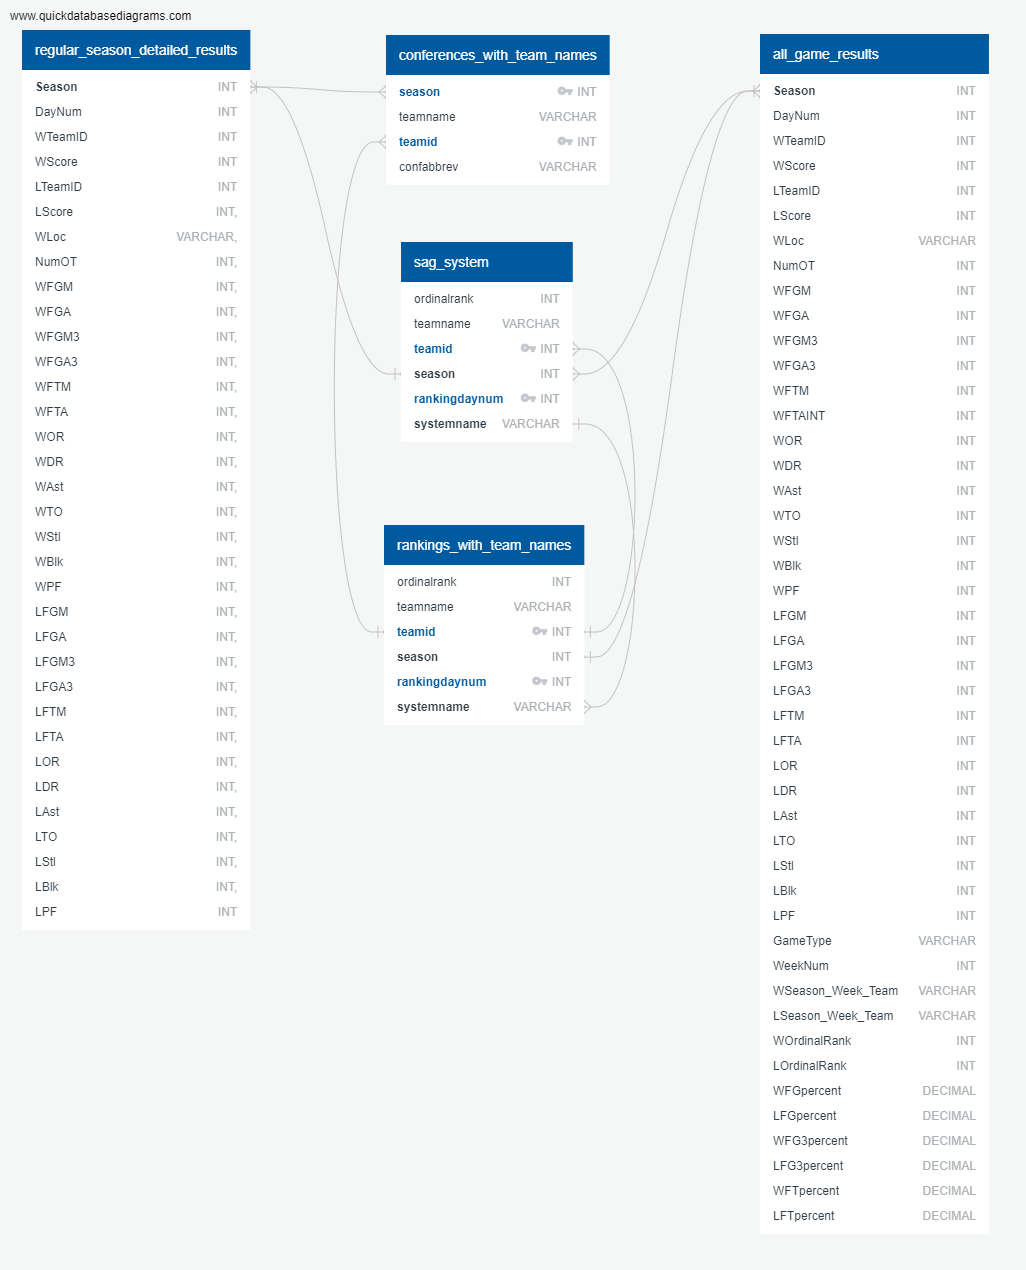 www.quickdatabasediagrams.com
regular_season_detailed_results
Season INT
DayNum INT
WTeamID INT
WScore INT
LTeamID INT
LScore INT,
WLoc VARCHAR,
NumOT INT,
WFGM INT,
WFGA INT,
WFGM3 INT,
WFGA3 INT,
WFTM INT,
WFTA INT,
WOR INT,
WDR INT,
WAst INT,
WTO INT,
WStl INT,
WBlk INT,
WPF INT,
LFGM INT,
LFGA INT,
LFGM3 INT,
LFGA3 INT,
LFTM INT,
LFTA INT,
LOR INT,
LDR INT,
LAst INT,
LTO INT,
LStl INT,
LBlk INT,
LPF INT
conferences_with_team_names
season INT
teamname VARCHAR
teamid INT
confabbrev VARCHAR
sag_system
ordinalrank INT
teamname VARCHAR
teamid INT
season INT
rankingdaynum INT
systemname VARCHAR
rankings_with_team_names
ordinalrank INT
teamname VARCHAR
teamid INT
season INT
rankingdaynum INT
systemname VARCHAR
all_game_results
Season INT
DayNum INT
WTeamID INT
WScore INT
LTeamID INT
LScore INT
WLoc VARCHAR
NumOT INT
WFGM INT
WFGA INT
WFGM3 INT
WFGA3 INT
WFTM INT
WFTAINT INT
WOR INT
WDR INT
WAst INT
WTO INT
WStl INT
WBlk INT
WPF INT
LFGM INT
LFGA INT
LFGM3 INT
LFGA3 INT
LFTM INT
LFTA INT
LOR INT
LDR INT
LAst INT
LTO INT
LStl INT
LBlk INT
LPF INT
GameType VARCHAR
WeekNum INT
WSeason_Week_Team VARCHAR
LSeason_Week_Team VARCHAR
WOrdinalRank INT
LOrdinalRank INT
WFGpercent DECIMAL
LFGpercent DECIMAL
WFG3percent DECIMAL
LFG3percent DECIMAL
WFTpercent DECIMAL
LFTpercent DECIMAL